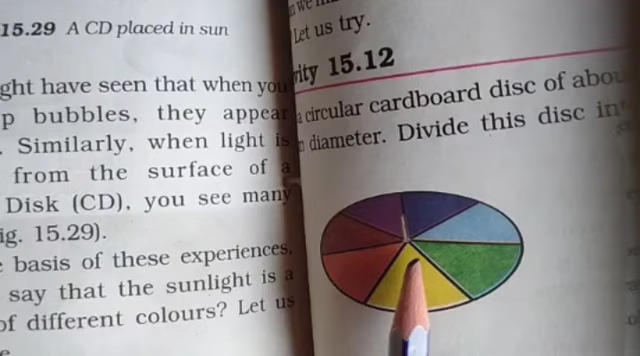 15.29 A CD placed in sun
ght have seen that when you
p bubbles, they appear
. Similarly, when light is
from the surface of a
Disk (CD), you see many
ig. 15.29).
basis of these experiences,
say that the sunlight is a
of different colours? Let us
Let us try.
ity 15.12
a circular cardboard disc of abou
diameter. Divide this disc in